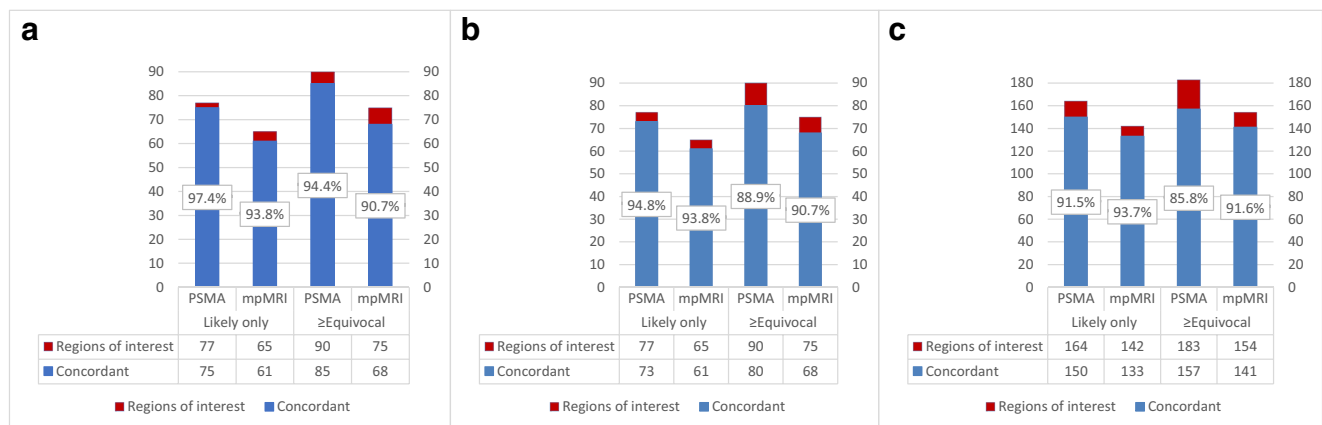 a
90 90
80 80
70 70
60 60
50 50
40 40
30 30
20 20
10 10
0 0
97.4%
93.8%
94.4%
90.7%
PSMA mpMRI PSMA mpMRI
Likely only ≥Equivocal
Regions of interest 77 65 90 75
Concordant 75 61 85 68
Regions of interest Concordant
b
90 90
80 80
70 70
60 60
50 50
40 40
30 30
20 20
10 10
0 0
94.8%
93.8%
88.9%
90.7%
PSMA mpMRI PSMA mpMRI
Likely only ≥Equivocal
Regions of interest 77 65 90 75
Concordant 73 61 80 68
Regions of interest Concordant
c
180 180
160 160
140 140
120 120
100 100
80 80
60 60
40 40
20 20
0 0
91.5%
93.7%
85.8%
91.6%
PSMA mpMRI PSMA mpMRI
Likely only ≥Equivocal
Regions of interest 164 142 183 154
Concordant 150 133 157 141
Regions of interest Concordant